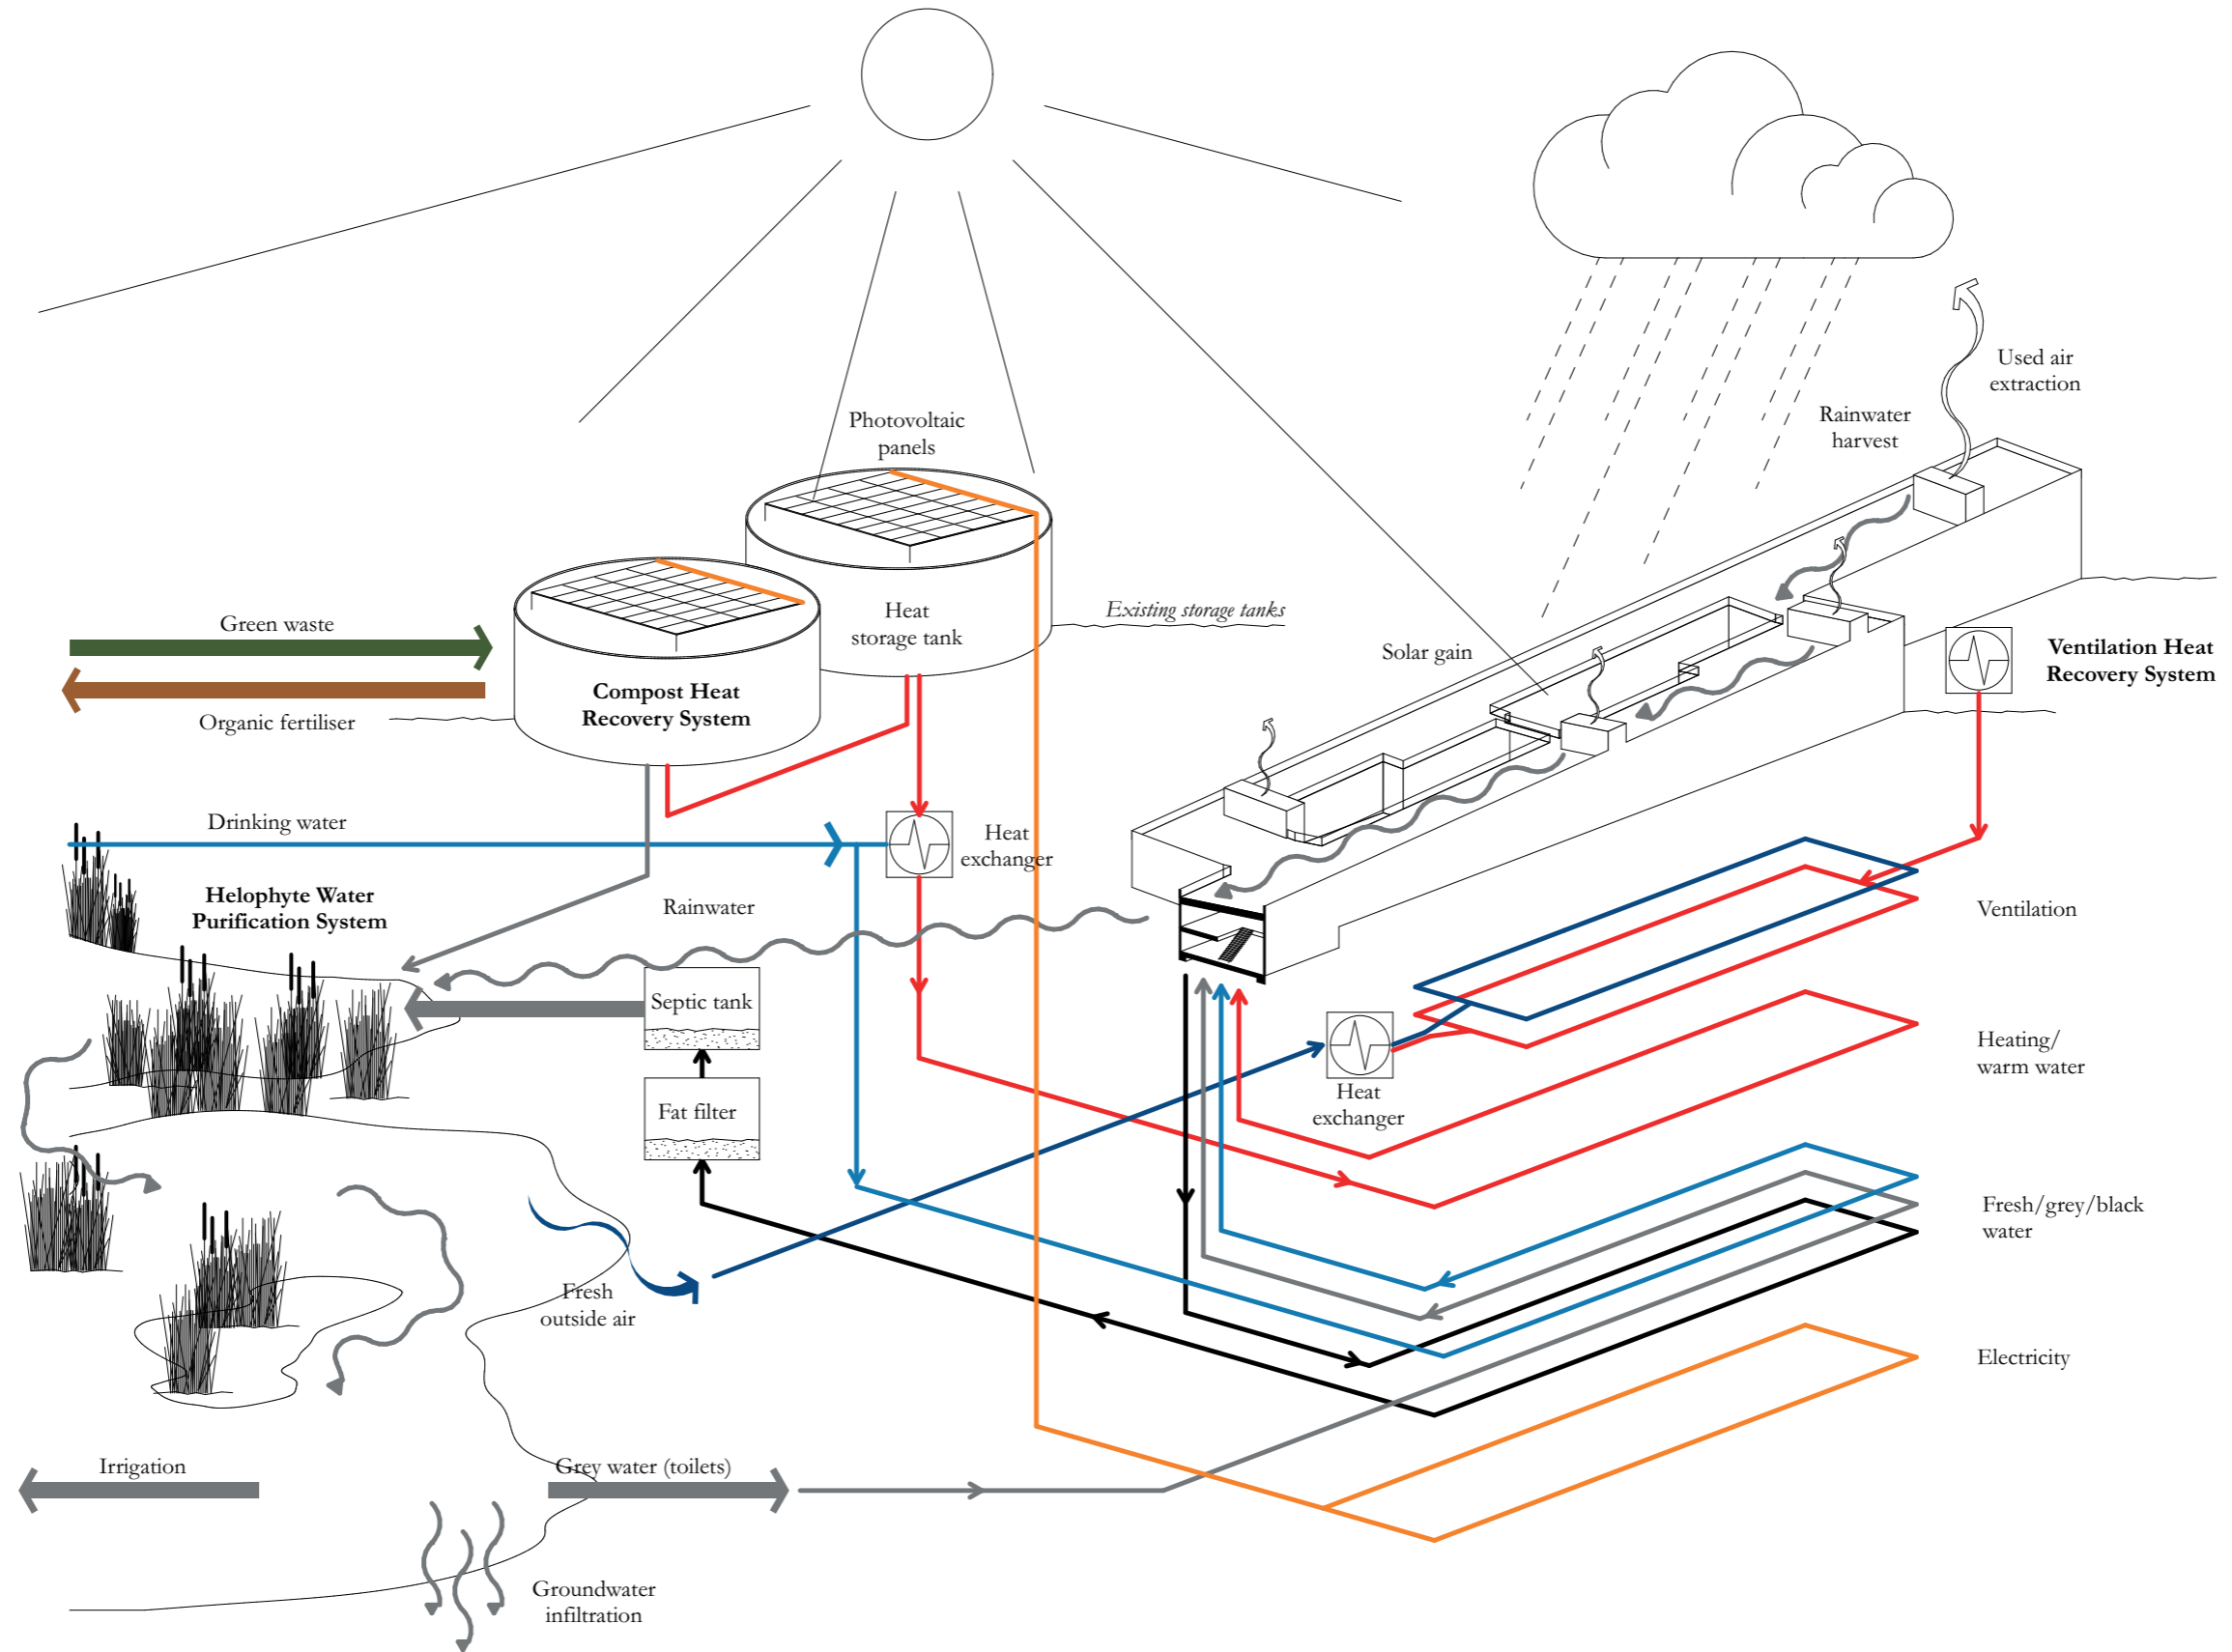 Photovoltaic
panels
Used air
extraction
Rainwater
harvest
Heat
storage tank
Existing storage tanks
Green waste
Compost Heat
Recovery System
Organic fertiliser
Solar gain
Ventilation Heat
Recovery System
Drinking water
Heat
exchanger
Helophyte Water
Purification System
Rainwater
Ventilation
Septic tank
Heating/
warm water
Fat filter
Heat
exchanger
Fresh/grey/black
water
Fresh
outside air
Electricity
Irrigation
Grey water (toilets)
Groundwater
infiltration